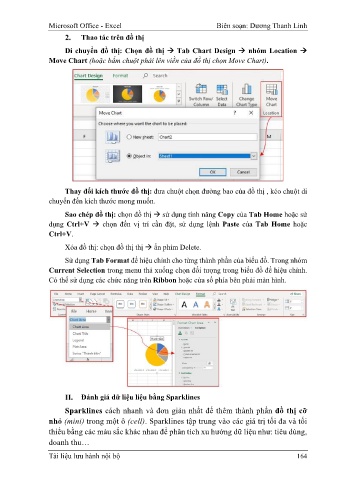 Microsoft Office - Excel Biên soạn: Dương Thanh Linh
2. Thao tác trên đồ thị
Di chuyển đồ thị: Chọn đồ thị → Tab Chart Design → nhóm Location →
Move Chart (hoặc bấm chuột phải lên viền của đồ thị chọn Move Chart).
Chart Design Format Search
Switch Row/ Select Change Move
Column Data Chart Type Chart
Location
Move Chart ? ×
Choose where you want the chart to be placed:
F M
New sheet: Chart2
Object in: Sheet1
OK Cancel
Thay đổi kích thước đồ thị: đưa chuột chọn đường bao của đồ thị , kéo chuột di
chuyển đến kích thước mong muốn.
Sao chép đồ thị: chọn đồ thị → sử dụng tính năng Copy của Tab Home hoặc sử
dụng Ctrl+V → chọn đến vị trí cần đặt, sử dụng lệnh Paste của Tab Home hoặc
Ctrl+V.
Xóa đồ thị: chọn đồ thị thị → ấn phím Delete.
Sử dụng Tab Format để hiệu chỉnh cho từng thành phần của biểu đồ. Trong nhóm
Current Selection trong menu thả xuống chọn đối tượng trong biểu đồ để hiệu chỉnh.
Có thể sử dụng các chức năng trên Ribbon hoặc cửa sổ phía bên phải màn hình.
File Home Insert
Chart Area
Chart Area
Chart Title
Legend
Plot Area
II. Đánh giá dữ liệu liệu bằng Sparklines
Sparklines cách nhanh và đơn giản nhất để thêm thành phần đồ thị cỡ
nhỏ (mini) trong một ô (cell). Sparklines tập trung vào các giá trị tối đa và tối
thiểu bằng các màu sắc khác nhau để phân tích xu hướng dữ liệu như: tiêu dùng,
doanh thu…
Tài liệu lưu hành nội bộ 164